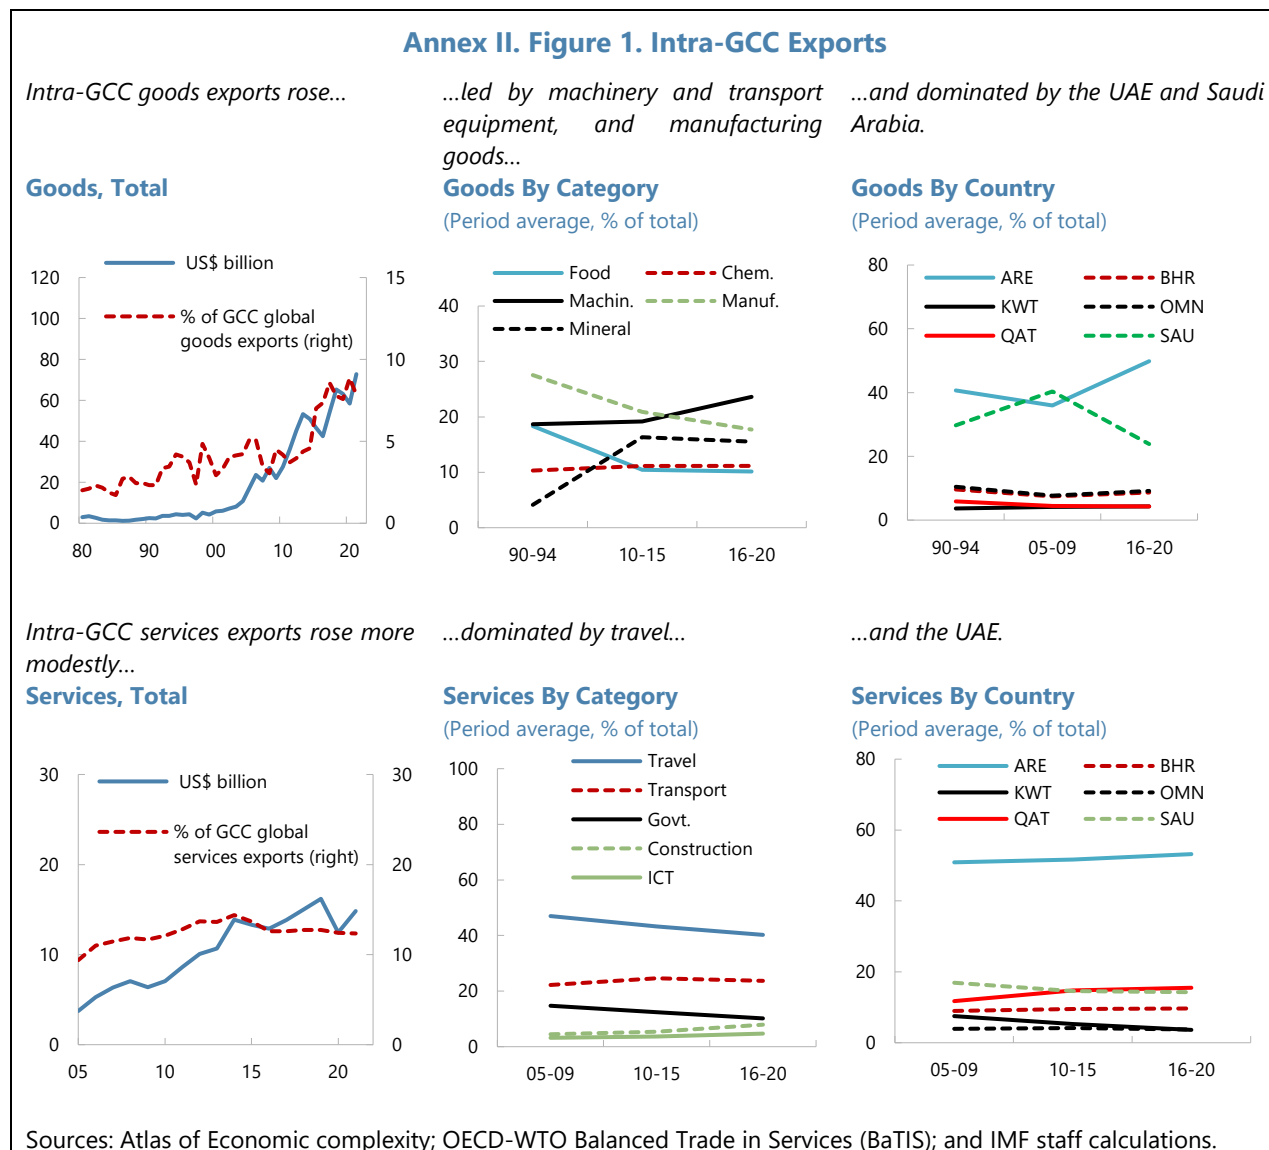 Annex II. Figure 1. Intra-GCC Exports
Intra-GCC goods exports rose…
…led by machinery and transport
equipment, and manufacturing
goods…
…and dominated by the UAE and Saudi
Arabia.
Goods, Total
US$ billion
% of GCC global
goods exports (right)
120
100
80
60
40
20
0
15
10
5
0
80
90
00
10
20
Goods By Category
(Period average, % of total)
Food
Chem.
Machin.
Manuf.
Mineral
40
30
20
10
0
90-94
10-15
16-20
Goods By Country
(Period average, % of total)
ARE
BHR
KWT
OMN
QAT
SAU
80
60
40
20
0
90-94
05-09
16-20
Intra-GCC services exports rose more
modestly…
…dominated by travel…
…and the UAE.
Services, Total
US$ billion
% of GCC global
services exports (right)
30
20
10
0
30
20
10
0
05
10
15
20
Services By Category
(Period average, % of total)
Travel
Transport
Govt.
Construction
ICT
100
80
60
40
20
0
05-09
10-15
16-20
Services By Country
(Period average, % of total)
ARE
BHR
KWT
OMN
QAT
SAU
80
60
40
20
0
05-09
10-15
16-20
Sources: Atlas of Economic complexity; OECD-WTO Balanced Trade in Services (BaTIS); and IMF staff calculations.